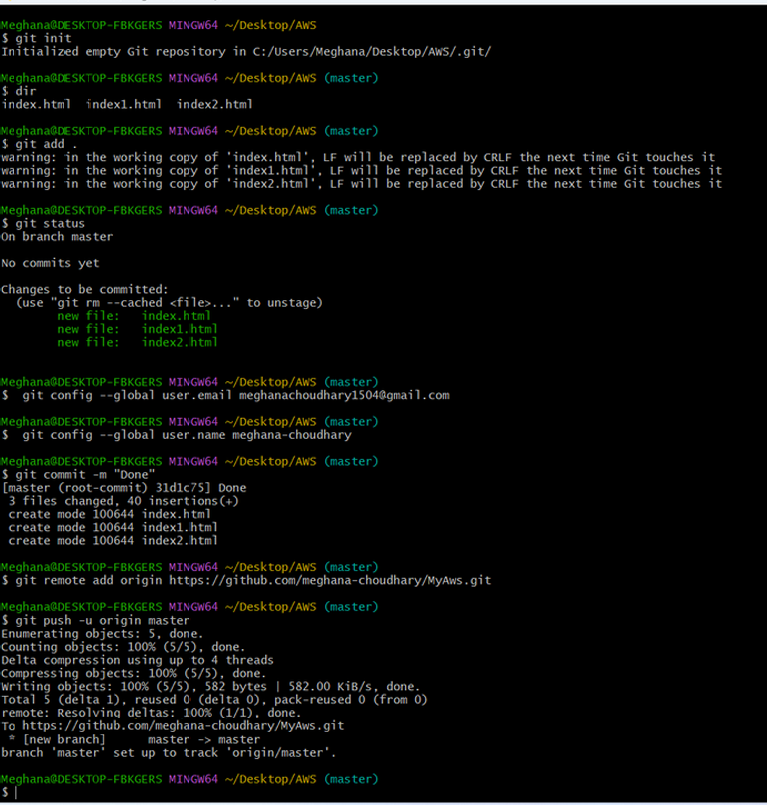 Meghana@DESKTOP-FBKGERS MINGW64 ~/Desktop/AWS
$ git init
Initialized empty Git repository in C:/Users/Meghana/Desktop/AWS/.git/
Meghana@DESKTOP-FBKGERS MINGW64 ~/Desktop/AWS (master)
$ dir
index.html  index1.html  index2.html
Meghana@DESKTOP-FBKGERS MINGW64 ~/Desktop/AWS (master)
$ git add .
warning: in the working copy of 'index.html', LF will be replaced by CRLF the next time Git touches it
warning: in the working copy of 'index1.html', LF will be replaced by CRLF the next time Git touches it
warning: in the working copy of 'index2.html', LF will be replaced by CRLF the next time Git touches it
Meghana@DESKTOP-FBKGERS MINGW64 ~/Desktop/AWS (master)
$ git status
On branch master
No commits yet
Changes to be committed:
  (use "git rm --cached <file>..." to unstage)
        new file:   index.html
        new file:   index1.html
        new file:   index2.html
Meghana@DESKTOP-FBKGERS MINGW64 ~/Desktop/AWS (master)
$  git config --global user.email meghanachoudhary1504@gmail.com
Meghana@DESKTOP-FBKGERS MINGW64 ~/Desktop/AWS (master)
$  git config --global user.name meghana-choudhary
Meghana@DESKTOP-FBKGERS MINGW64 ~/Desktop/AWS (master)
$ git commit -m "Done"
[master (root-commit) 31d1c75] Done
 3 files changed, 40 insertions(+)
 create mode 100644 index.html
 create mode 100644 index1.html
 create mode 100644 index2.html
Meghana@DESKTOP-FBKGERS MINGW64 ~/Desktop/AWS (master)
$ git remote add origin https://github.com/meghana-choudhary/MyAws.git
Meghana@DESKTOP-FBKGERS MINGW64 ~/Desktop/AWS (master)
$ git push -u origin master
Enumerating objects: 5, done.
Counting objects: 100% (5/5), done.
Delta compression using up to 4 threads
Compressing objects: 100% (5/5), done.
Writing objects: 100% (5/5), 582 bytes | 582.00 KiB/s, done.
Total 5 (delta 1), reused 0 (delta 0), pack-reused 0 (from 0)
remote: Resolving deltas: 100% (1/1), done.
To https://github.com/meghana-choudhary/MyAws.git
 * [new branch]      master -> master
branch 'master' set up to track 'origin/master'.
Meghana@DESKTOP-FBKGERS MINGW64 ~/Desktop/AWS (master)
$